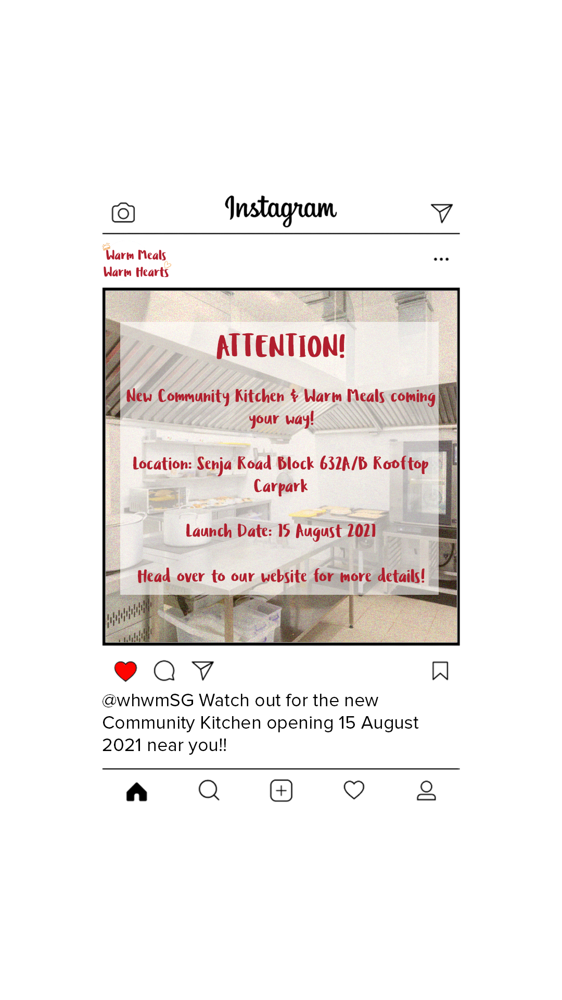 Instagram
Warm Meals
Warm Hearts
ATTENTION!
New Community Kitchen & Warm Meals coming
your way!
Location: Senja Road Block 632A/B Rooftop
Carpark
Launch Date: 15 August 2021
Head over to our website for more details!
@whwmSG Watch out for the new
Community Kitchen opening 15 August
2021 near you!!